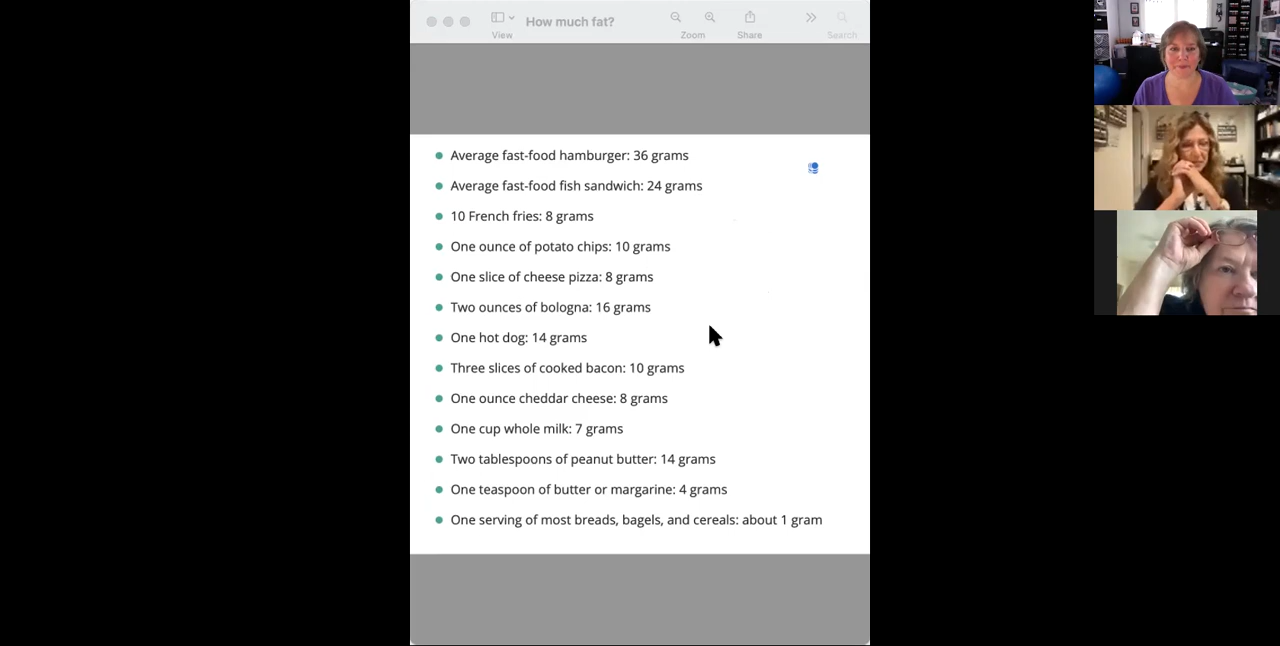 How much fat?
View
Zoom
Share
Search
Average fast-food hamburger: 36 grams
Average fast-food fish sandwich: 24 grams
10 French fries: 8 grams
One ounce of potato chips: 10 grams
One slice of cheese pizza: 8 grams
Two ounces of bologna: 16 grams
One hot dog: 14 grams
Three slices of cooked bacon: 10 grams
One ounce cheddar cheese: 8 grams
One cup whole milk: 7 grams
Two tablespoons of peanut butter: 14 grams
One teaspoon of butter or margarine: 4 grams
One serving of most breads, bagels, and cereals: about 1 gram